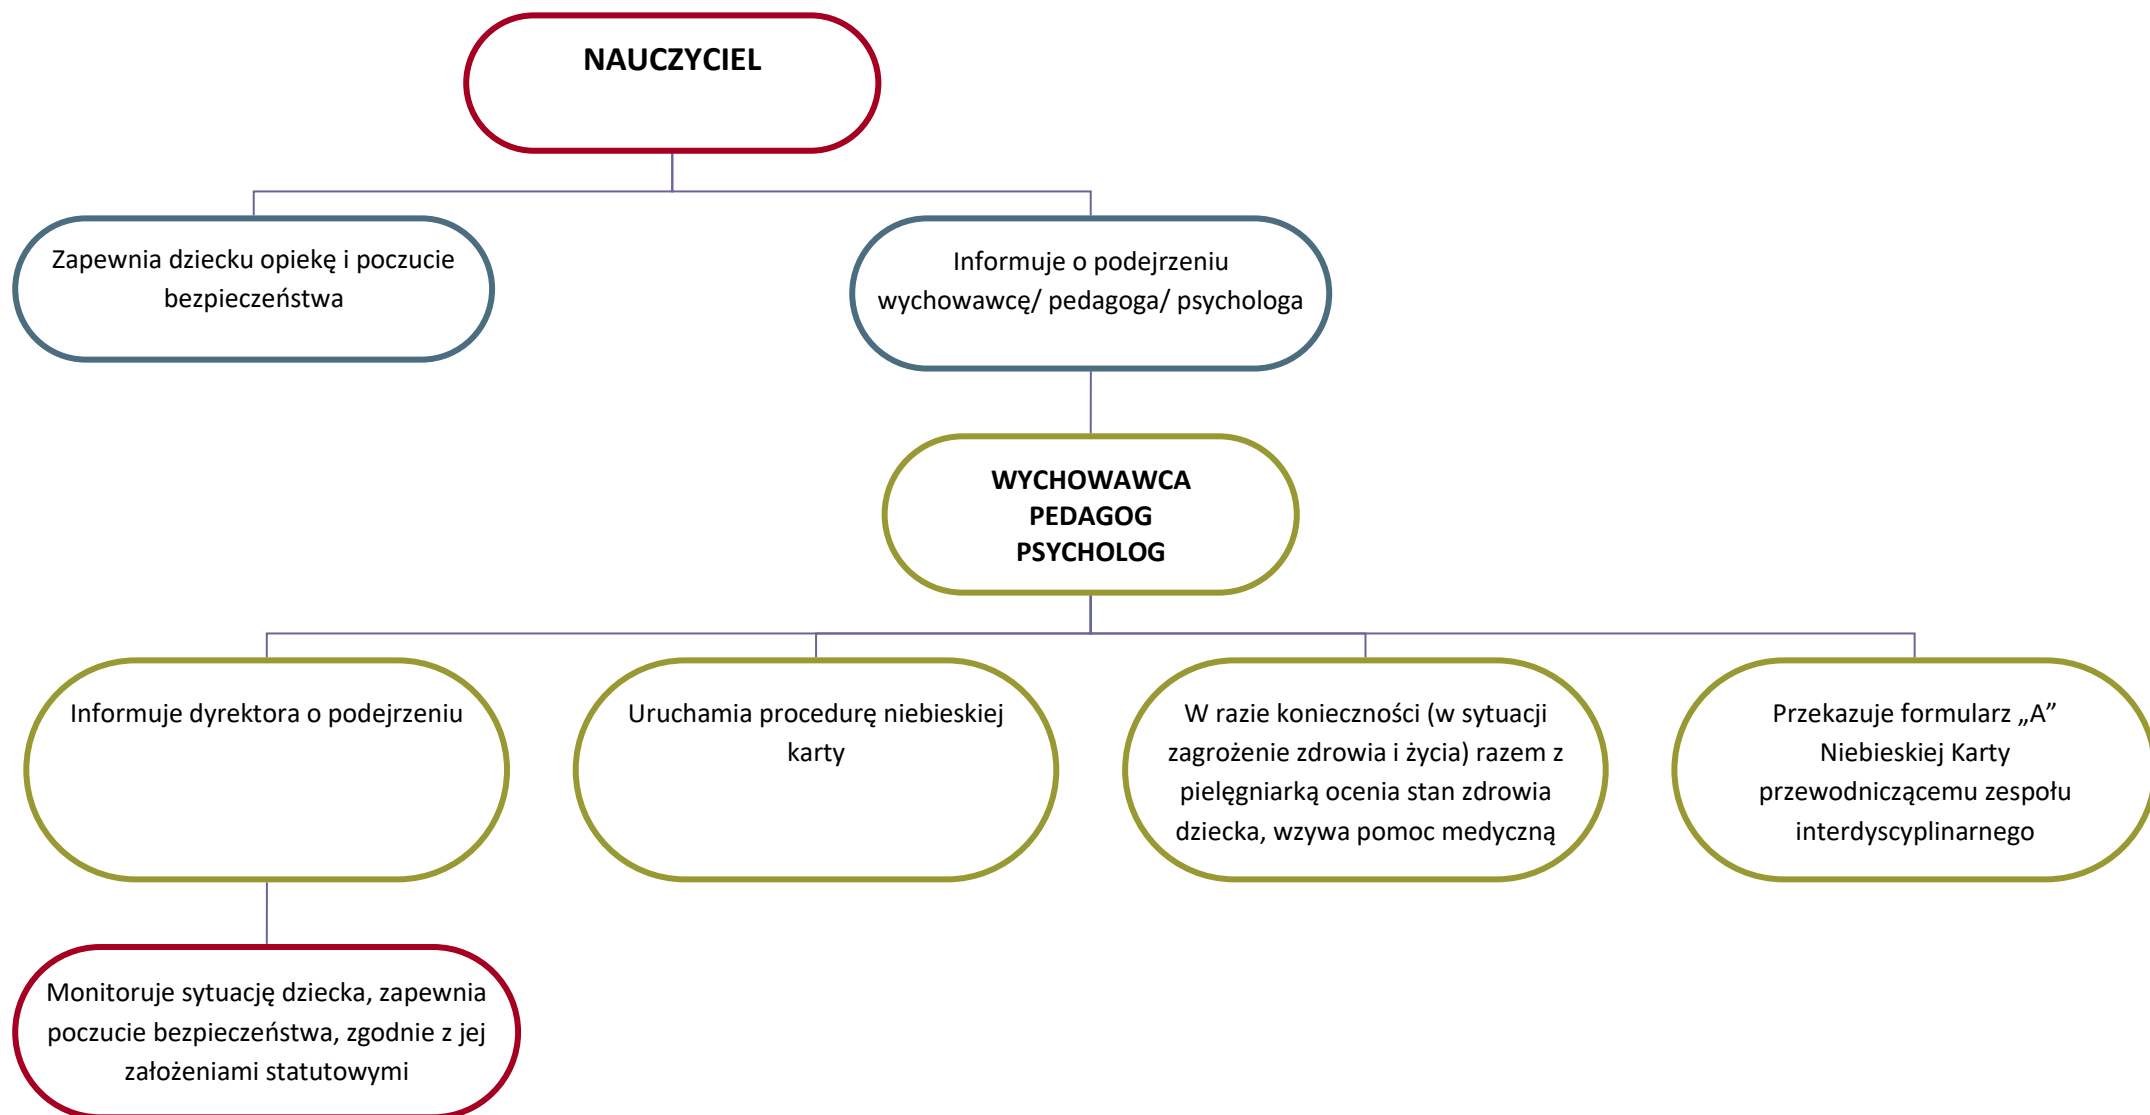 NAUCZYCIEL
Zapewnia dziecku opiekę i poczucie
bezpieczeństwa
Informuje o podejrzeniu
wychowawcę/ pedagoga/ psychologa
WYCHOWAWCA
PEDAGOG
PSYCHOLOG
Informuje dyrektora o podejrzeniu
Uruchamia procedurę niebieskiej
karty
W razie konieczności (w sytuacji
zagrożenie zdrowia i życia) razem z
pielęgniarką ocenia stan zdrowia
dziecka, wzywa pomoc medyczną
Przekazuje formularz „A”
Niebieskiej Karty
przewodniczącemu zespołu
interdyscyplinarnego
Monitoruje sytuację dziecka, zapewnia
poczucie bezpieczeństwa, zgodnie z jej
założeniami statutowymi